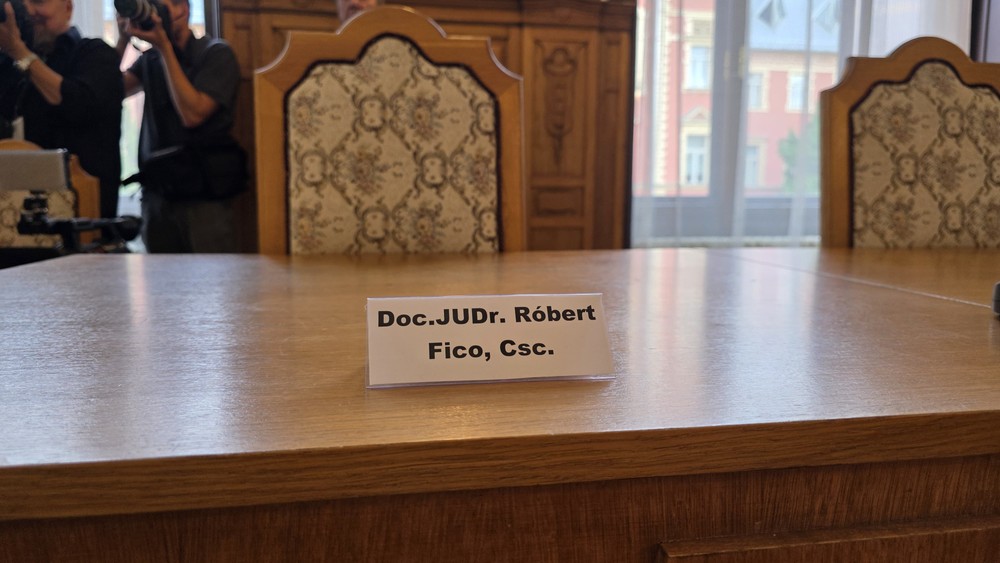 Doc.JUDr. Róbert
Fico, Csc.